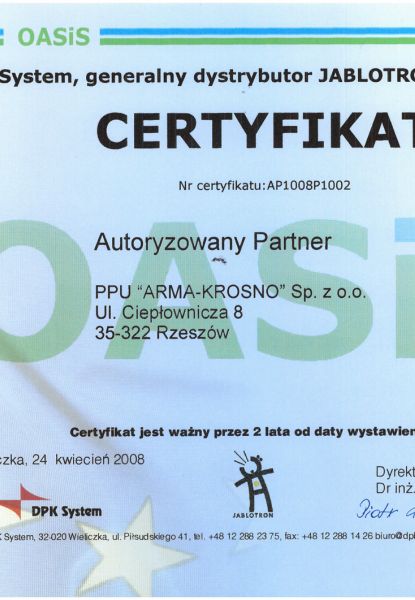 OASiS
System, generalny dystrybutor JABLOTRO
CERTYFIKAT
Nr certyfikatu:AP1008P1002
OASi
Autoryzowany Partner
PPU "ARMA-KROSNO" Sp. z o.o.
Ul. Ciepłownicza 8
35-322 Rzeszów
Certyfikat jest ważny przez 2 lata od daty wystawien
czka, 24 kwiecień 2008
Dyrekt
Dr inż.
DPK System
JABLOTRON
Piotr
K System, 32-020 Wieliczka, ul. Piłsudskiego 41, tel. +48 12 288 23 75, fax: +48 12 288 14 26 biuro@dpk